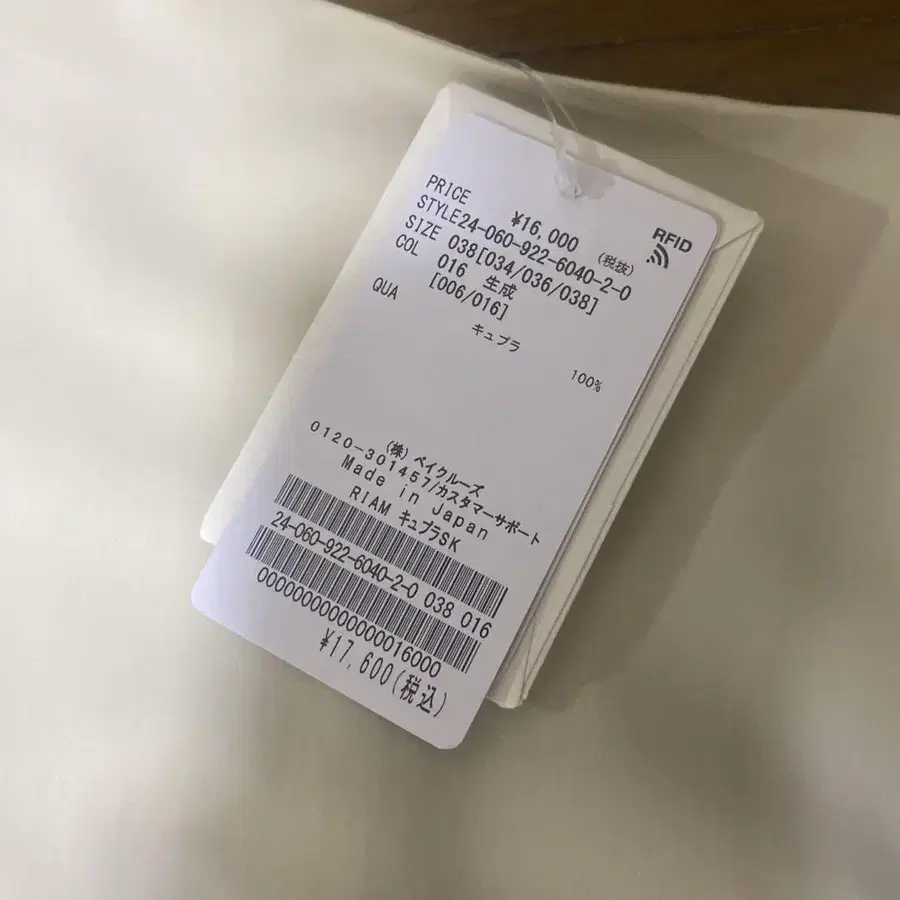 RFID
PRICE ¥16,000 (税抜)
STYLE24-060-922-6040-2-0
SIZE 038[034/036/038]
COL 016 生成
[006/016]
QUA
キュプラ
100%
(株) ベイクルーズ
0120-301457/カスタマーサポート
Made in Japan
RIAM キュプラSK
24-060-922-6040-2-0 038 016
0000000000000016000
¥17,600(税込)